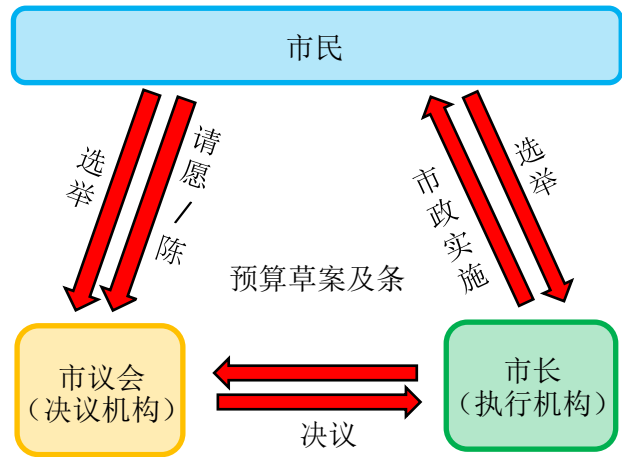 市民
选举
请愿/陈
市政实施
选举
预算草案及条
市议会
（决议机构）
市长
（执行机构）
决议